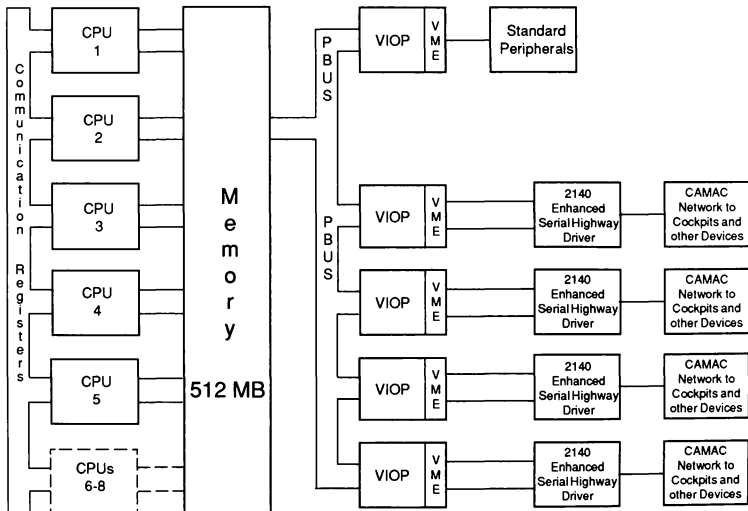 Communication Registers
CPU
1
CPU
2
CPU
3
CPU
4
CPU
5
CPUs
6-8
Memory
512 MB
PBUS
PBUS
VIOP
VME
Standard
Peripherals
VIOP
VME
2140
Enhanced
Serial Highway
Driver
CAMAC
Network to
Cockpits and
other Devices
VIOP
VME
2140
Enhanced
Serial Highway
Driver
CAMAC
Network to
Cockpits and
other Devices
VIOP
VME
2140
Enhanced
Serial Highway
Driver
CAMAC
Network to
Cockpits and
other Devices
VIOP
VME
2140
Enhanced
Serial Highway
Driver
CAMAC
Network to
Cockpits and
other Devices